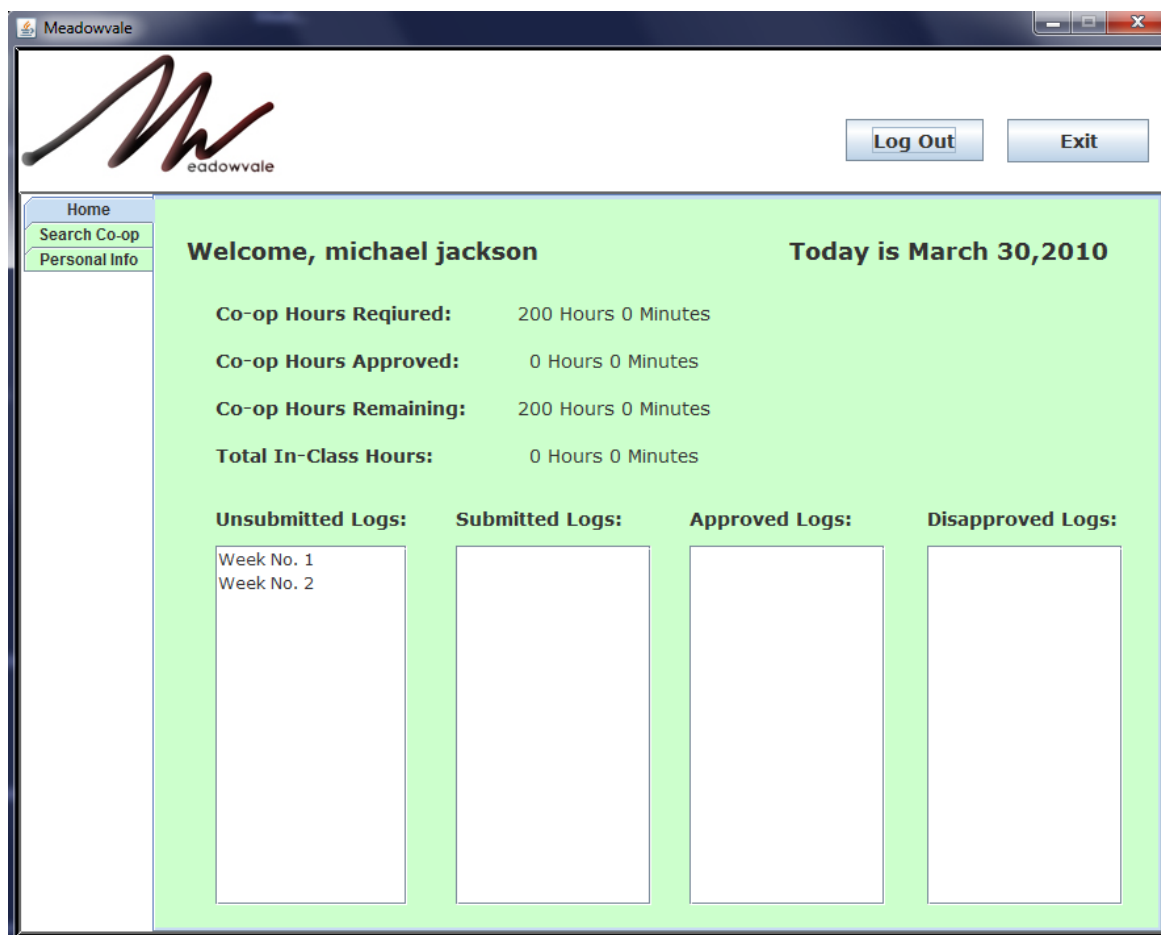 Meadowvale
Meadowvale
Log Out
Exit
Home
Search Co-op
Personal Info
Welcome, michael jackson
Today is March 30,2010
Co-op Hours Reqiured: 200 Hours 0 Minutes
Co-op Hours Approved: 0 Hours 0 Minutes
Co-op Hours Remaining: 200 Hours 0 Minutes
Total In-Class Hours: 0 Hours 0 Minutes
Unsubmitted Logs: Submitted Logs: Approved Logs: Disapproved Logs:
Week No. 1
Week No. 2